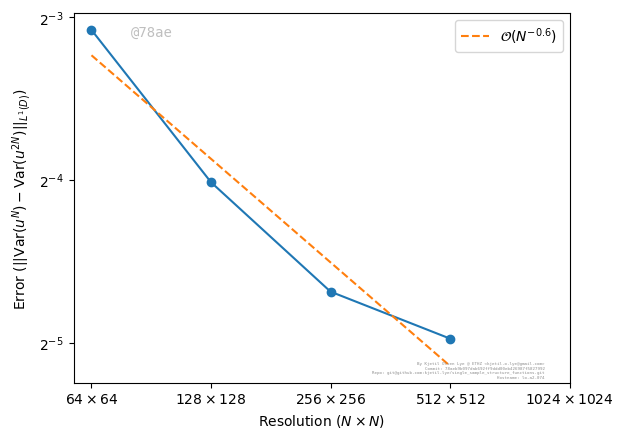 @78ae
O(N^{-0.6})
2^{-3}
2^{-4}
2^{-5}
Error (||Var(u^N) − Var(u^{2N})||_{L^1(D)})
64 × 64
128 × 128
256 × 256
512 × 512
1024 × 1024
Resolution (N × N)